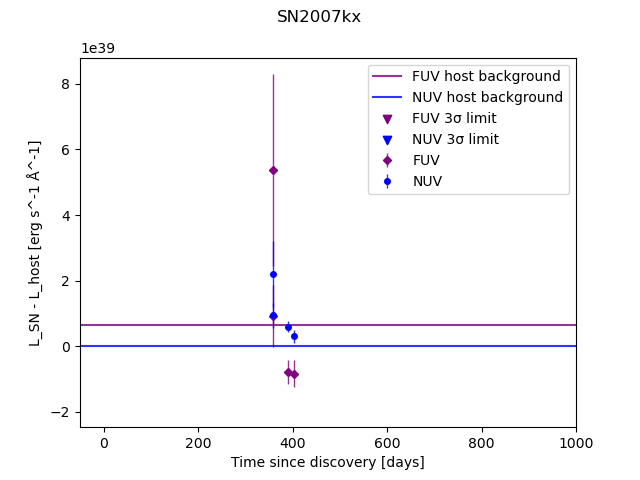 SN2007kx
1e39
FUV host background
NUV host background
FUV 3σ limit
NUV 3σ limit
FUV
NUV
L_SN - L_host [erg s^-1 Å^-1]
8
6
4
2
0
−2
0 200 400 600 800 1000
Time since discovery [days]